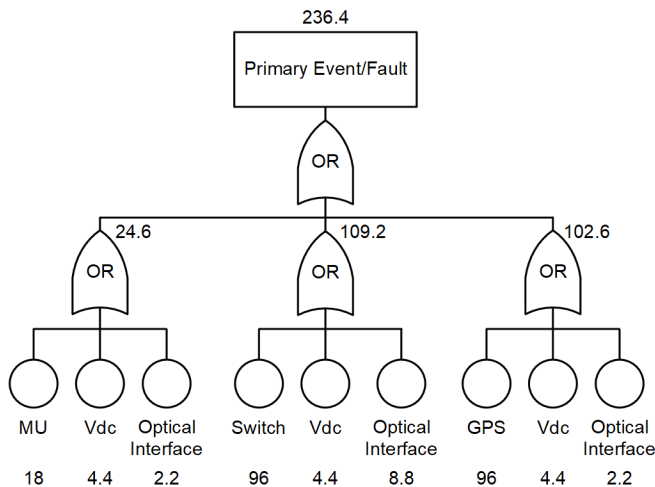 236.4
Primary Event/Fault
OR
24.6
109.2
102.6
OR
OR
OR
MU
Vdc
Optical
Interface
Switch
Vdc
Optical
Interface
GPS
Vdc
Optical
Interface
18
4.4
2.2
96
4.4
8.8
96
4.4
2.2